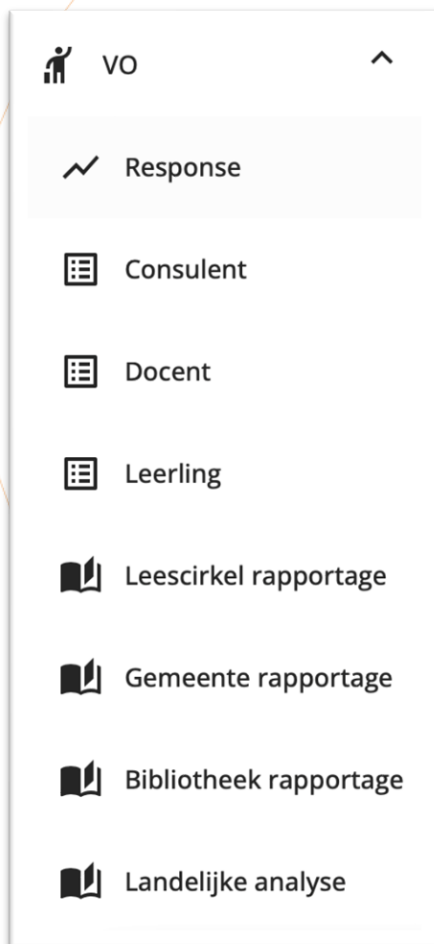 VO
Response
Consulent
Docent
Leerling
Leescirkel rapportage
Gemeente rapportage
Bibliotheek rapportage
Landelijke analyse